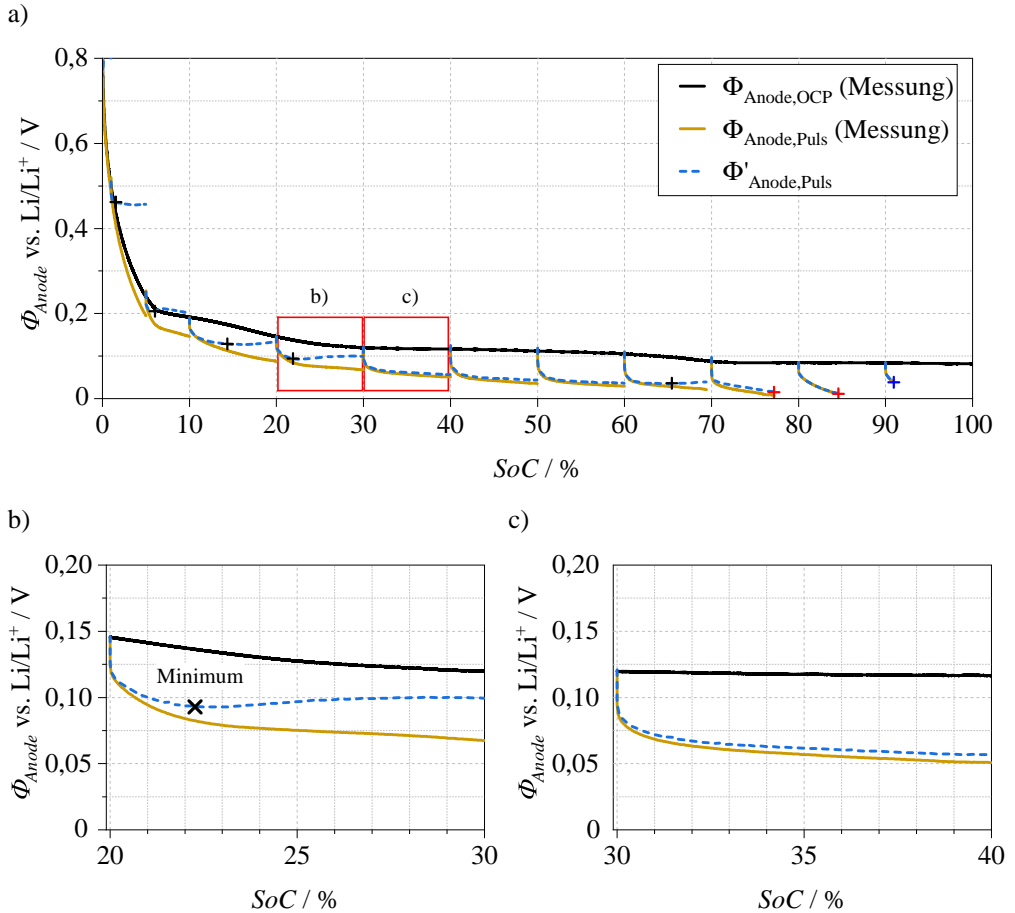 a)
0,8
0,6
0,4
0,2
0
Φ_Anode vs. Li/Li⁺ / V
Φ_Anode,OCP (Messung)
Φ_Anode,Puls (Messung)
Φ'_Anode,Puls
b)
c)
0 10 20 30 40 50 60 70 80 90 100
SoC / %
b)
0,20
0,15
0,10
0,05
0
Φ_Anode vs. Li/Li⁺ / V
Minimum
20 25 30
SoC / %
c)
0,20
0,15
0,10
0,05
0
Φ_Anode vs. Li/Li⁺ / V
30 35 40
SoC / %